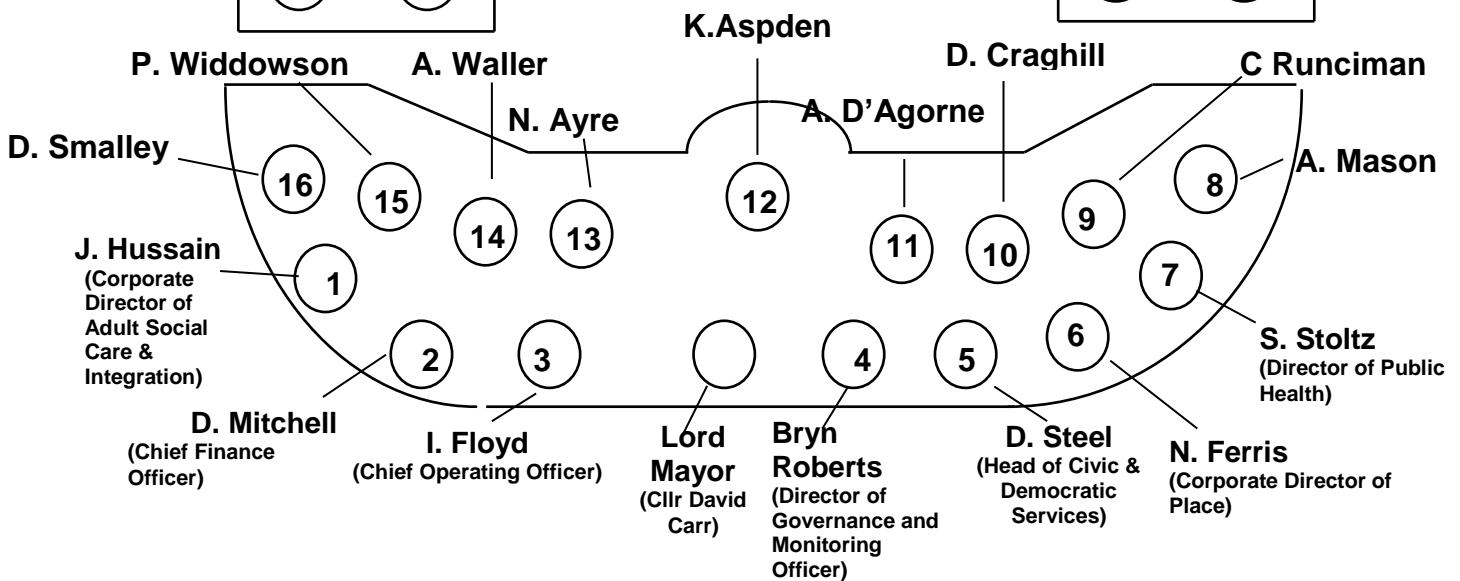 K.Aspden
P. Widdowson
A. Waller
D. Craghill
C Runciman
N. Ayre
A. D'Agorne
D. Smalley
A. Mason
16
15
14
13
12
11
10
9
8
J. Hussain
(Corporate
Director of
Adult Social
Care &
Integration)
1
2
3
4
5
6
7
S. Stoltz
(Director of Public
Health)
D. Mitchell
(Chief Finance
Officer)
I. Floyd
(Chief Operating Officer)
Lord
Mayor
(Cllr David
Carr)
Bryn
Roberts
(Director of
Governance and
Monitoring
Officer)
D. Steel
(Head of Civic &
Democratic
Services)
N. Ferris
(Corporate Director of
Place)